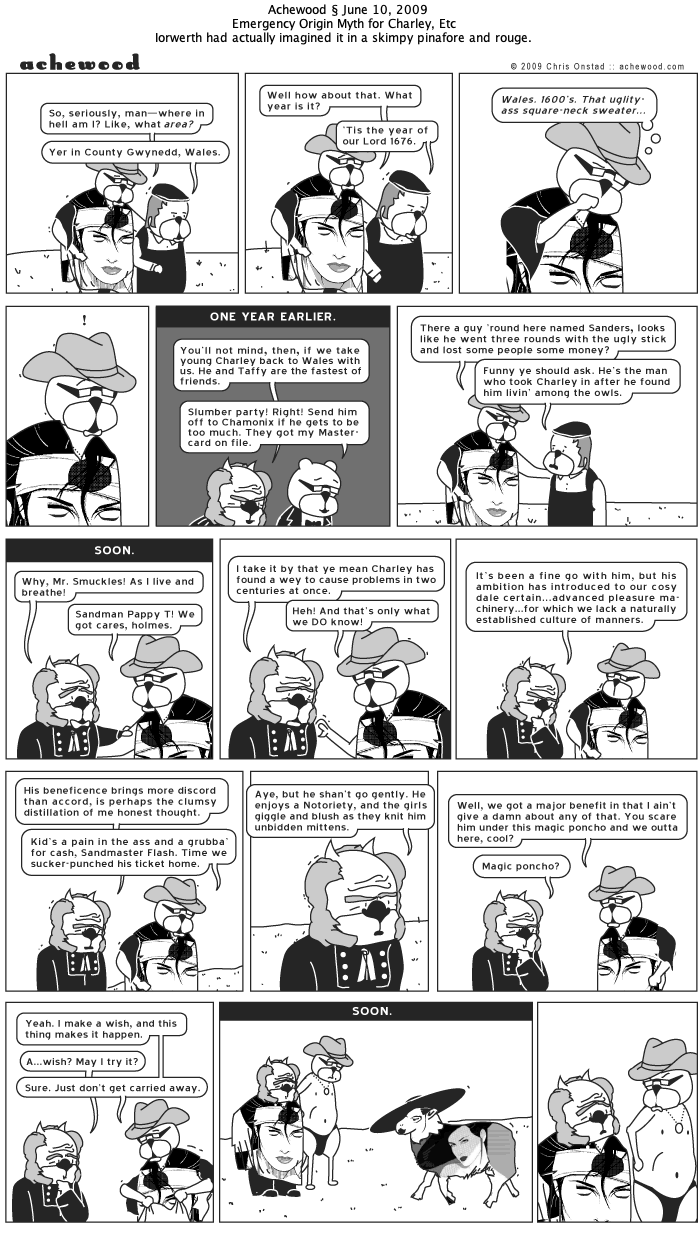 Achewood § June 10, 2009
Emergency Origin Myth for Charley, Etc
Iorwerth had actually imagined it in a skimpy pinafore and rouge.
achewood
© 2009 Chris Onstad :: achewood.com
So, seriously, man—where in
hell am I? Like, what area?
Yer in County Gwynedd, Wales.
Well how about that. What
year is it?
'Tis the year of
our Lord 1676.
Wales. 1600's. That uglity-
ass square-neck sweater...
!
ONE YEAR EARLIER.
You'll not mind, then, if we take
young Charley back to Wales with
us. He and Taffy are the fastest of
friends.
Slumber party! Right! Send him
off to Chamonix if he gets to be
too much. They got my Master-
card on file.
There a guy 'round here named Sanders, looks
like he went three rounds with the ugly stick
and lost some people some money?
Funny ye should ask. He's the man
who took Charley in after he found
him livin' among the owls.
SOON.
Why, Mr. Smuckles! As I live and
breathe!
Sandman Pappy T! We
got cares, holmes.
I take it by that ye mean Charley has
found a wey to cause problems in two
centuries at once.
Heh! And that's only what
we DO know!
It's been a fine go with him, but his
ambition has introduced to our cosy
dale certain...advanced pleasure ma-
chinery...for which we lack a naturally
established culture of manners.
His beneficence brings more discord
than accord, is perhaps the clumsy
distillation of me honest thought.
Kid's a pain in the ass and a grubba'
for cash, Sandmaster Flash. Time we
sucker-punched his ticket home.
Aye, but he shan't go gently. He
enjoys a Notoriety, and the girls
giggle and blush as they knit him
unbidden mittens.
Well, we got a major benefit in that I ain't
give a damn about any of that. You scare
him under this magic poncho and we outta
here, cool?
Magic poncho?
Yeah. I make a wish, and this
thing makes it happen.
A...wish? May I try it?
Sure. Just don't get carried away.
SOON.